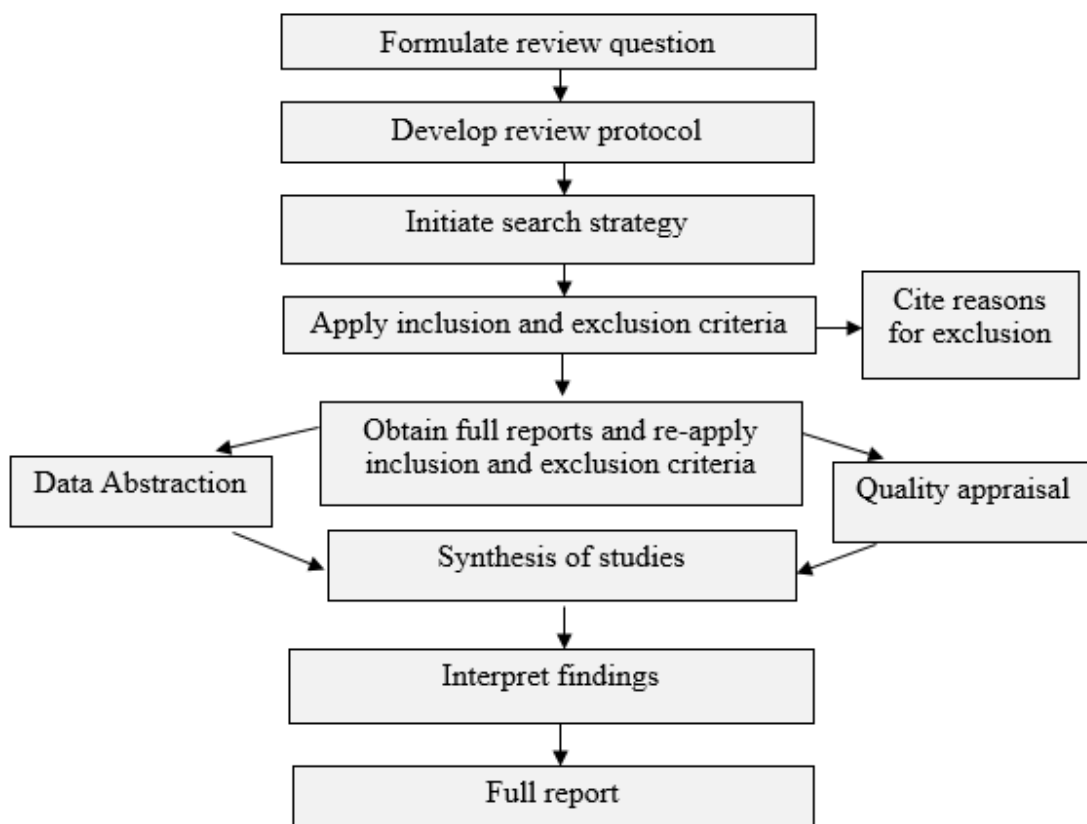 Formulate review question
Develop review protocol
Initiate search strategy
Apply inclusion and exclusion criteria
Cite reasons
for exclusion
Obtain full reports and re-apply
inclusion and exclusion criteria
Data Abstraction
Quality appraisal
Synthesis of studies
Interpret findings
Full report